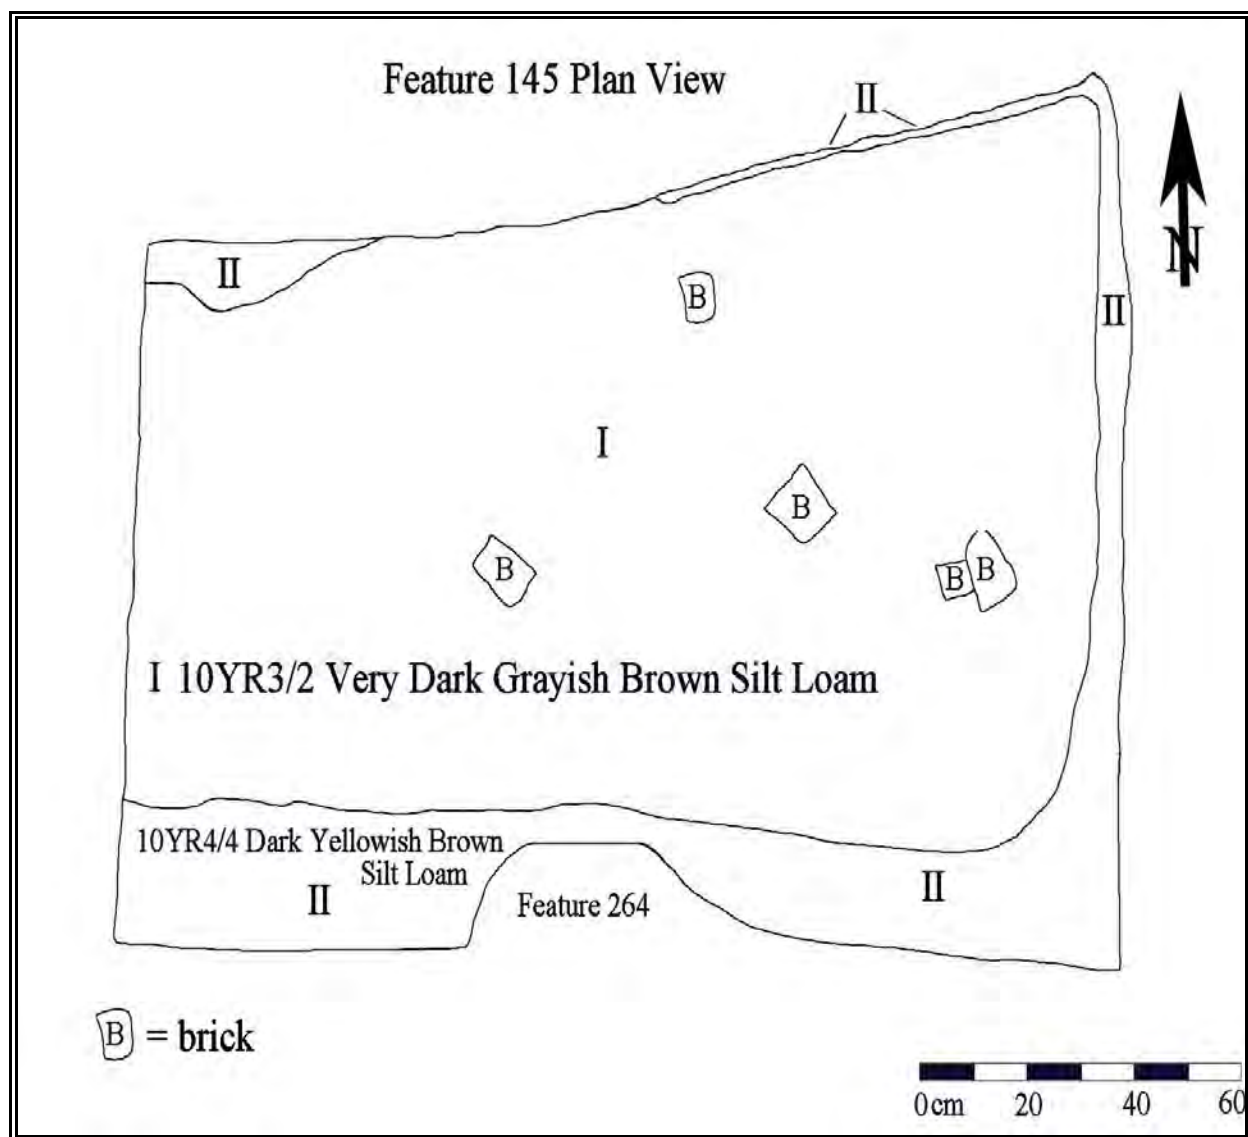 Feature 145 Plan View
II
N
II
II
B
I
B
B
B B
I 10YR3/2 Very Dark Grayish Brown Silt Loam
10YR4/4 Dark Yellowish Brown
Silt Loam
II
Feature 264
II
B = brick
0cm 20 40 60